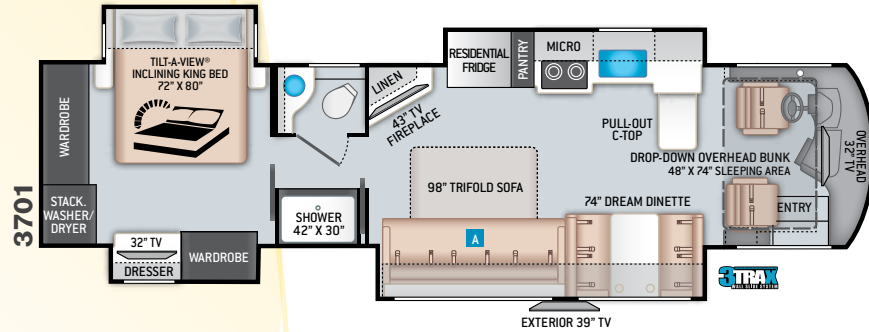 3701
TILT-A-VIEW®
INCLINING KING BED
72" X 80"
WARDROBE
STACK.
WASHER/
DRYER
32" TV
DRESSER
WARDROBE
SHOWER
42" X 30"
LINEN
43" TV
FIREPLACE
RESIDENTIAL
FRIDGE
PANTRY
MICRO
PULL-OUT
C-TOP
DROP-DOWN OVERHEAD BUNK
48" X 74" SLEEPING AREA
OVERHEAD
32" TV
98" TRIFOLD SOFA
74" DREAM DINETTE
ENTRY
A
3TRAX
EXTERIOR 39" TV